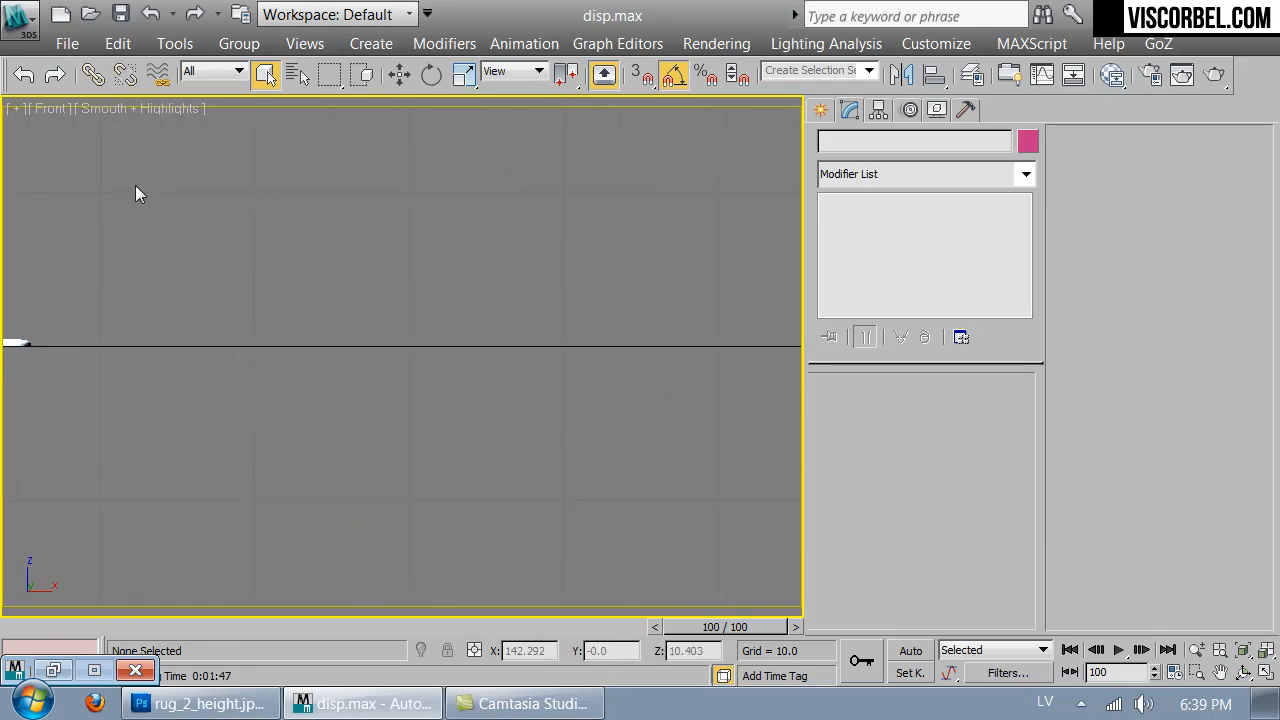 Workspace: Default
disp.max
Type a keyword or phrase
VISCORBEL.COM
3DS
File Edit Tools Group Views Create Modifiers Animation Graph Editors Rendering Lighting Analysis Customize MAXScript Help GoZ
All
View
3
%
Create Selection Se
[ + ][ Front ][ Smooth + Highlights ]
Modifier List
z
y x
< 100 / 100 >
None Selected X: 142.292 Y: -0.0 Z: 10.403 Grid = 10.0 Auto Selected
Time 0:01:47 Add Time Tag Set K. Filters... 100
rug_2_height.jp... disp.max - Auto... Camtasia Studi... LV 6:39 PM